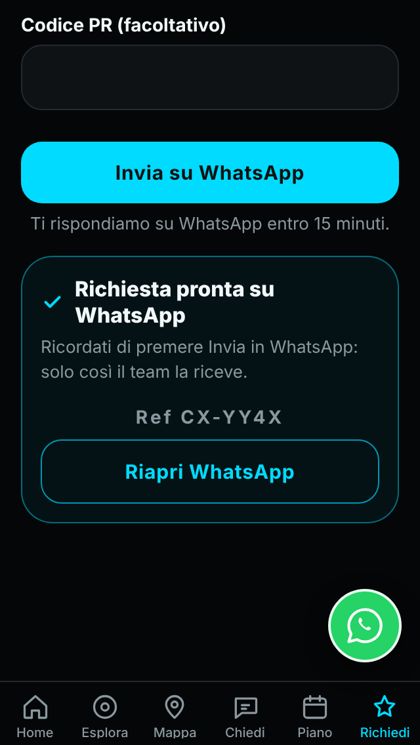 Codice PR (facoltativo)
Invia su WhatsApp
Ti rispondiamo su WhatsApp entro 15 minuti.
Richiesta pronta su
WhatsApp
Ricordati di premere Invia in WhatsApp:
solo così il team la riceve.
Ref CX-YY4X
Riapri WhatsApp
Home Esplora Mappa Chiedi Piano Richiedi